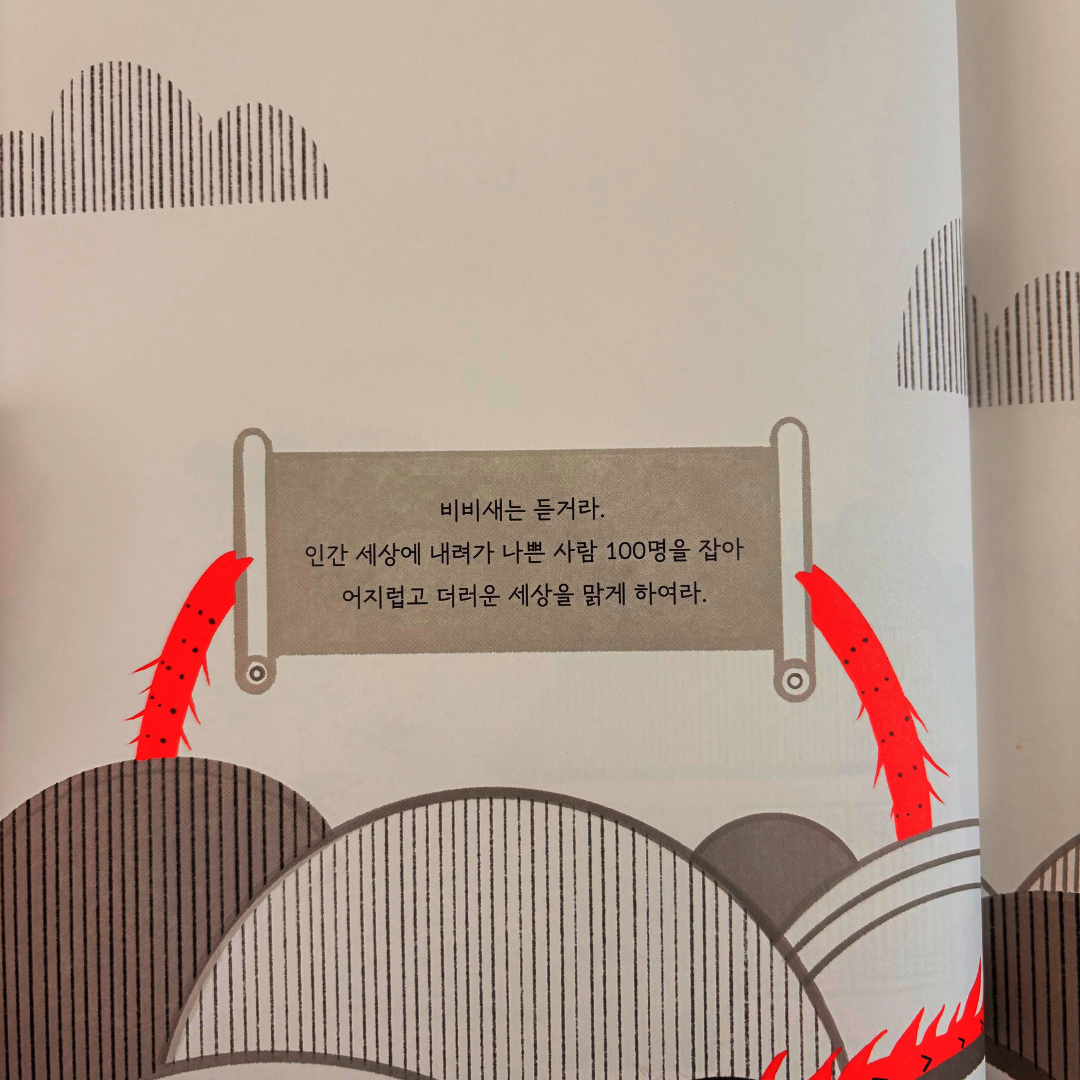 비비새는 듣거라.
인간 세상에 내려가 나쁜 사람 100명을 잡아
어지럽고 더러운 세상을 맑게 하여라.